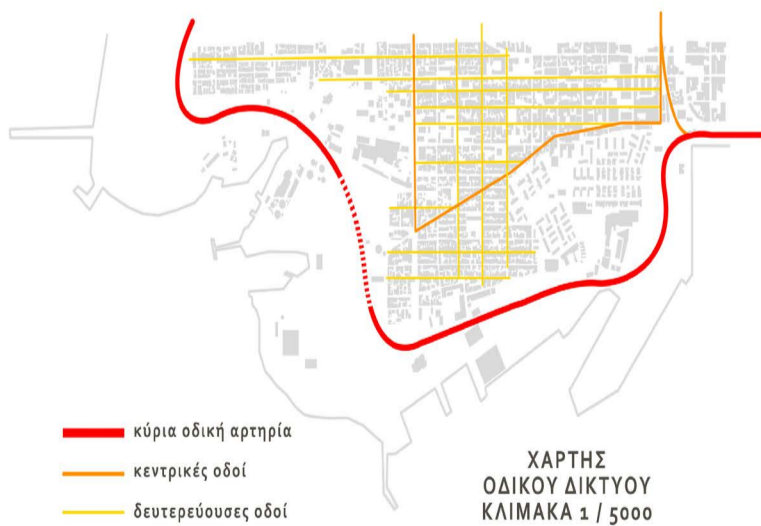 κύρια οδική αρτηρία
κεντρικές οδοί
δευτερεύουσες οδοί
ΧΑΡΤΗΣ
ΟΔΙΚΟΥ ΔΙΚΤΥΟΥ
ΚΛΙΜΑΚΑ 1 / 5000